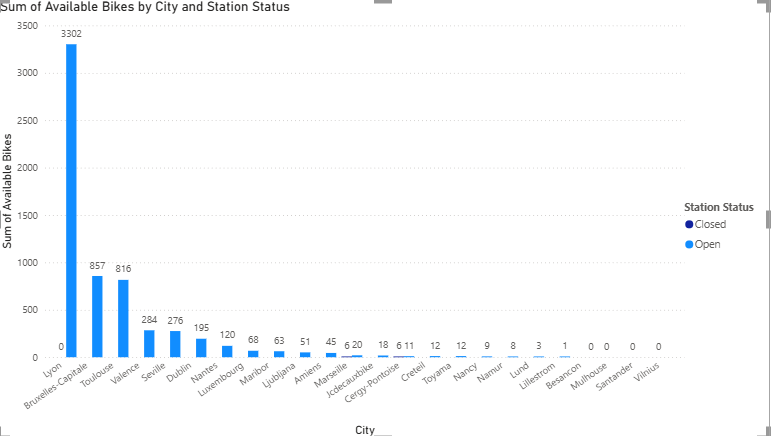 Sum of Available Bikes by City and Station Status
3500
3000
2500
2000
1500
1000
500
0
Sum of Available Bikes
0 3302 857 816 284 276 195 120 68 63 51 45 6 20 18 6 11 12 12 9 8 3 1 0 0 0 0
Lyon Bruxelles-Capitale Toulouse Valence Seville Dublin Nantes Luxembourg Maribor Ljubljana Amiens Marseille Jcdecauxbike Cergy-Pontoise Creteil Toyama Nancy Namur Lund Lillestrom Besancon Mulhouse Santander Vilnius
City
Station Status
Closed
Open